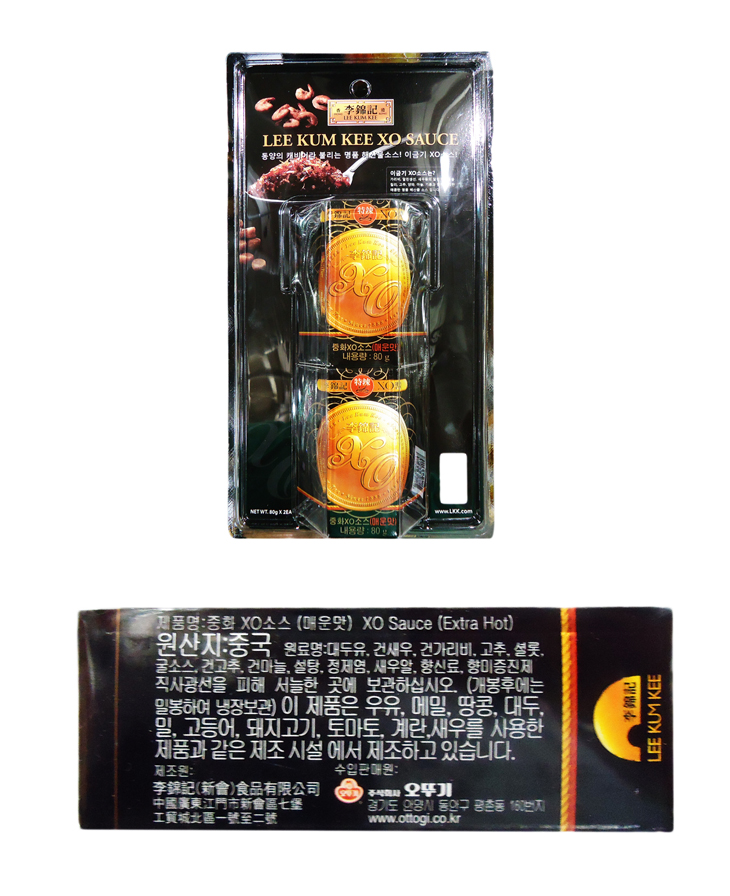 李錦記
LEE KUM KEE
LEE KUM KEE XO SAUCE
동양의 캐비어라 불리는 명품 해산물소스! 이금기 XO소스!
이금기 XO소스는?
錦記 特辣 XO
李錦記
XO
중화XO소스(매운맛)
내용량 : 80 g
錦記 特辣 XO
Lee Kum Kee
李錦記
XO
중화XO소스(매운맛)
내용량 : 80 g
NET WT. 80g X 2EA
www.LKK.com
제품명:중화 XO소스 (매운맛) XO Sauce (Extra Hot)
원산지:중국 원료명:대두유, 건새우, 건가리비, 고추, 셜롯,
굴소스, 건고추, 건마늘, 설탕, 정제염, 새우알, 향신료, 향미증진제
직사광선을 피해 서늘한 곳에 보관하십시오. (개봉후에는
밀봉하여 냉장보관) 이 제품은 우유, 메밀, 땅콩, 대두,
밀, 고등어, 돼지고기, 토마토, 계란,새우를 사용한
제품과 같은 제조 시설 에서 제조하고 있습니다.
제조원: 수입판매원:
李錦記(新會)食品有限公司
中國廣東江門市新會區七堡
工貿城北區一號至二號
오뚜기 주식회사 오뚜기
경기도 안양시 동안구 평촌동 160번지
www.ottogi.co.kr
李錦記
LEE KUM KEE